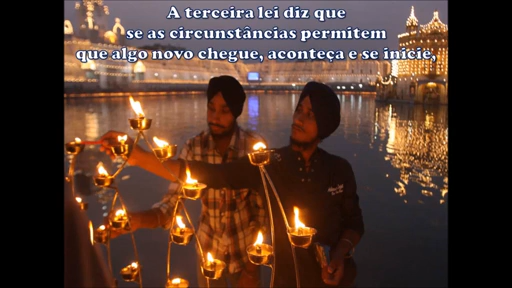 A terceira lei diz que
se as circunstâncias permitem
que algo novo chegue, aconteça e se inicie,